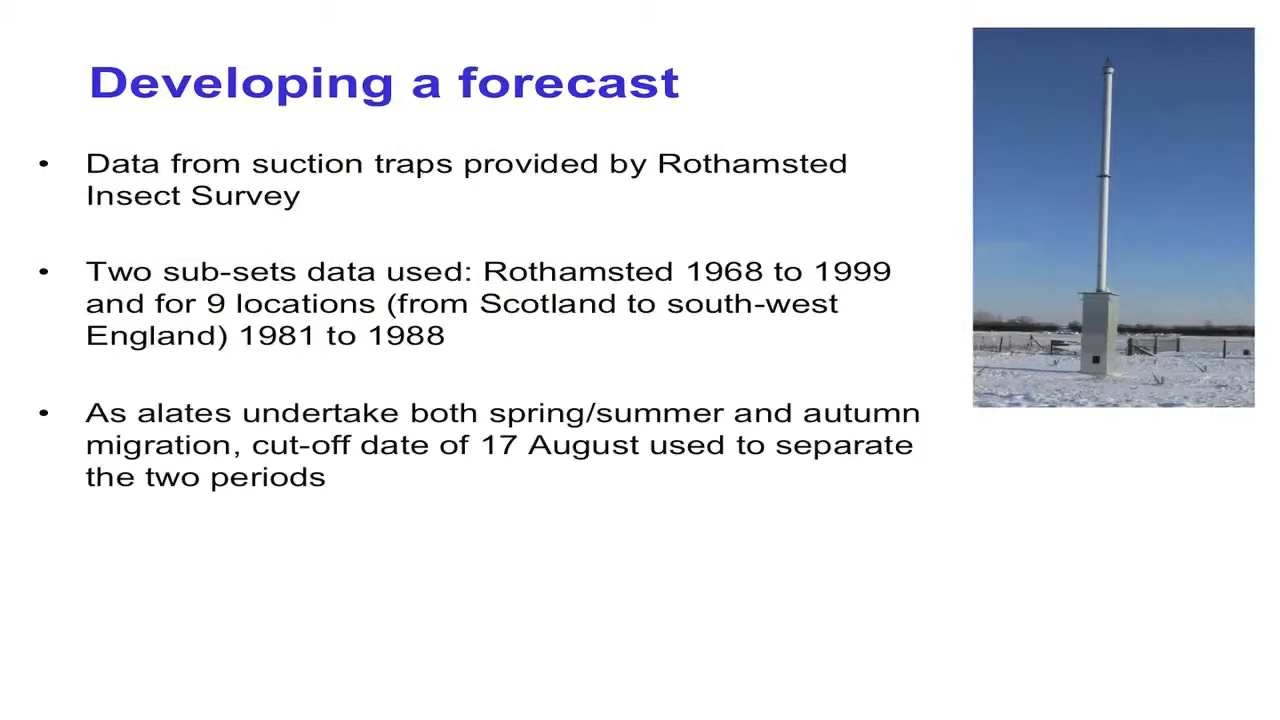 Developing a forecast
• Data from suction traps provided by Rothamsted
Insect Survey
• Two sub-sets data used: Rothamsted 1968 to 1999
and for 9 locations (from Scotland to south-west
England) 1981 to 1988
• As alates undertake both spring/summer and autumn
migration, cut-off date of 17 August used to separate
the two periods